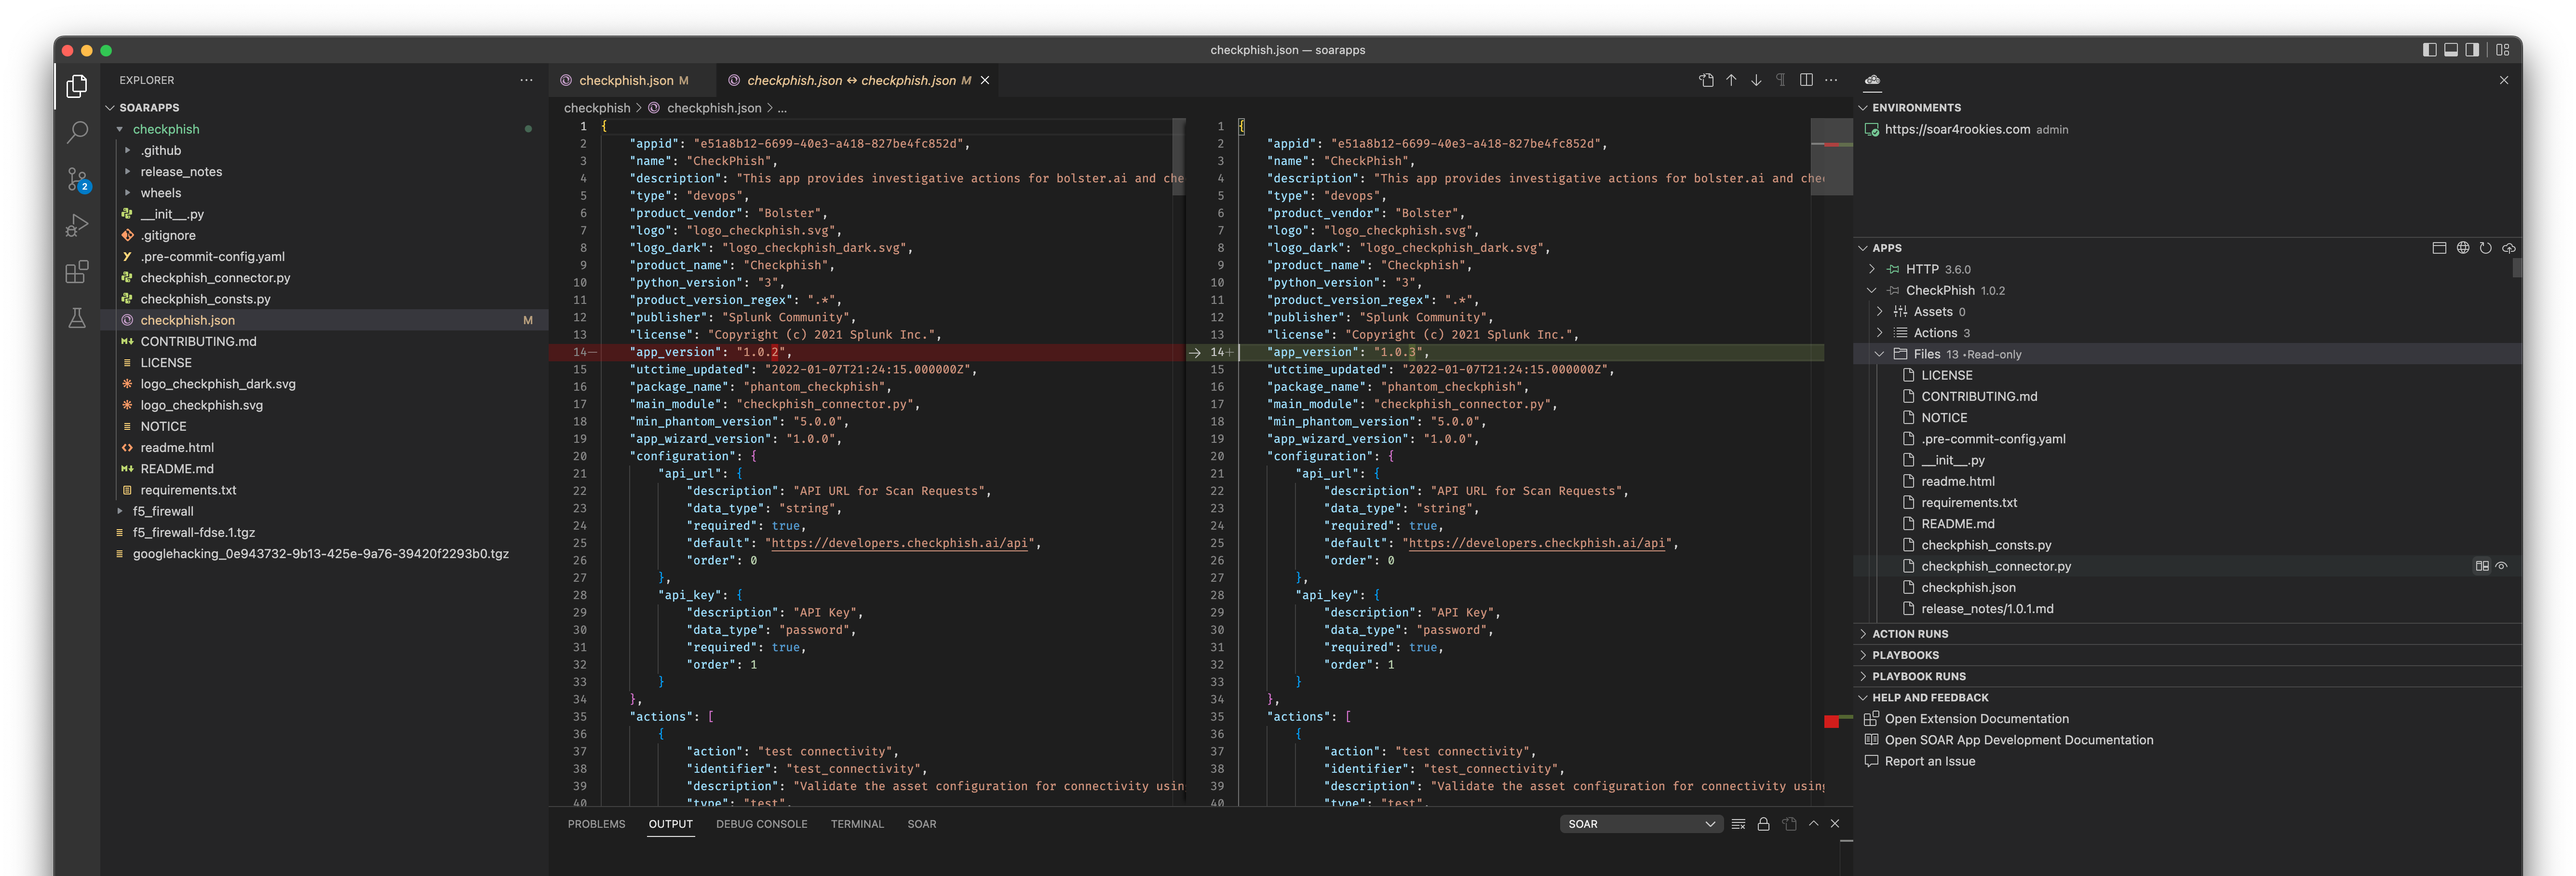 checkphish.json — soarapps
EXPLORER
SOARAPPS
checkphish
.github
release_notes
wheels
__init__.py
.gitignore
.pre-commit-config.yaml
checkphish_connector.py
checkphish_consts.py
checkphish.json M
CONTRIBUTING.md
LICENSE
logo_checkphish_dark.svg
logo_checkphish.svg
NOTICE
readme.html
README.md
requirements.txt
f5_firewall
f5_firewall-fdse.1.tgz
googlehacking_0e943732-9b13-425e-9a76-39420f2293b0.tgz
2
checkphish.json M
checkphish.json ↔ checkphish.json M
checkphish > checkphish.json > ...
1 {
2 "appid": "e51a8b12-6699-40e3-a418-827be4fc852d",
3 "name": "CheckPhish",
4 "description": "This app provides investigative actions for bolster.ai and che
5 "type": "devops",
6 "product_vendor": "Bolster",
7 "logo": "logo_checkphish.svg",
8 "logo_dark": "logo_checkphish_dark.svg",
9 "product_name": "Checkphish",
10 "python_version": "3",
11 "product_version_regex": ".*",
12 "publisher": "Splunk Community",
13 "license": "Copyright (c) 2021 Splunk Inc.",
14− "app_version": "1.0.2",
15 "utctime_updated": "2022-01-07T21:24:15.000000Z",
16 "package_name": "phantom_checkphish",
17 "main_module": "checkphish_connector.py",
18 "min_phantom_version": "5.0.0",
19 "app_wizard_version": "1.0.0",
20 "configuration": {
21 "api_url": {
22 "description": "API URL for Scan Requests",
23 "data_type": "string",
24 "required": true,
25 "default": "https://developers.checkphish.ai/api",
26 "order": 0
27 },
28 "api_key": {
29 "description": "API Key",
30 "data_type": "password",
31 "required": true,
32 "order": 1
33 }
34 },
35 "actions": [
36 {
37 "action": "test connectivity",
38 "identifier": "test_connectivity",
39 "description": "Validate the asset configuration for connectivity usin
40 "type": "test",
1 {
2 "appid": "e51a8b12-6699-40e3-a418-827be4fc852d",
3 "name": "CheckPhish",
4 "description": "This app provides investigative actions for bolster.ai and che
5 "type": "devops",
6 "product_vendor": "Bolster",
7 "logo": "logo_checkphish.svg",
8 "logo_dark": "logo_checkphish_dark.svg",
9 "product_name": "Checkphish",
10 "python_version": "3",
11 "product_version_regex": ".*",
12 "publisher": "Splunk Community",
13 "license": "Copyright (c) 2021 Splunk Inc.",
14+ "app_version": "1.0.3",
15 "utctime_updated": "2022-01-07T21:24:15.000000Z",
16 "package_name": "phantom_checkphish",
17 "main_module": "checkphish_connector.py",
18 "min_phantom_version": "5.0.0",
19 "app_wizard_version": "1.0.0",
20 "configuration": {
21 "api_url": {
22 "description": "API URL for Scan Requests",
23 "data_type": "string",
24 "required": true,
25 "default": "https://developers.checkphish.ai/api",
26 "order": 0
27 },
28 "api_key": {
29 "description": "API Key",
30 "data_type": "password",
31 "required": true,
32 "order": 1
33 }
34 },
35 "actions": [
36 {
37 "action": "test connectivity",
38 "identifier": "test_connectivity",
39 "description": "Validate the asset configuration for connectivity using
40 "type": "test",
PROBLEMS OUTPUT DEBUG CONSOLE TERMINAL SOAR
SOAR
ENVIRONMENTS
https://soar4rookies.com admin
APPS
HTTP 3.6.0
CheckPhish 1.0.2
Assets 0
Actions 3
Files 13 •Read-only
LICENSE
CONTRIBUTING.md
NOTICE
.pre-commit-config.yaml
__init__.py
readme.html
requirements.txt
README.md
checkphish_consts.py
checkphish_connector.py
checkphish.json
release_notes/1.0.1.md
ACTION RUNS
PLAYBOOKS
PLAYBOOK RUNS
HELP AND FEEDBACK
Open Extension Documentation
Open SOAR App Development Documentation
Report an Issue